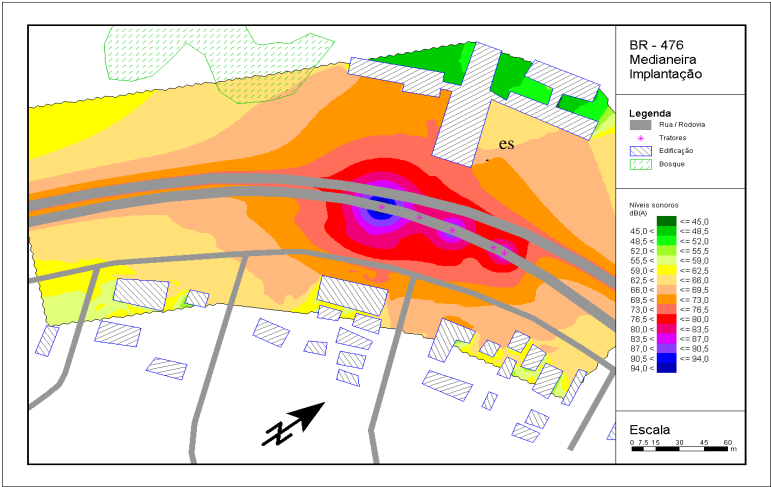 BR - 476
Medianeira
Implantação
Legenda
Rua / Rodovia
Tratores
Edificação
Bosque
es
Níveis sonoros
dB(A)
<= 45,0
45,0 < <= 48,5
48,5 < <= 52,0
52,0 < <= 55,5
55,5 < <= 59,0
59,0 < <= 62,5
62,5 < <= 66,0
66,0 < <= 69,5
69,5 < <= 73,0
73,0 < <= 76,5
76,5 < <= 80,0
80,0 < <= 83,5
83,5 < <= 87,0
87,0 < <= 90,5
90,5 < <= 94,0
94,0 <
N
Escala
0 7.5 15 30 45 60
m